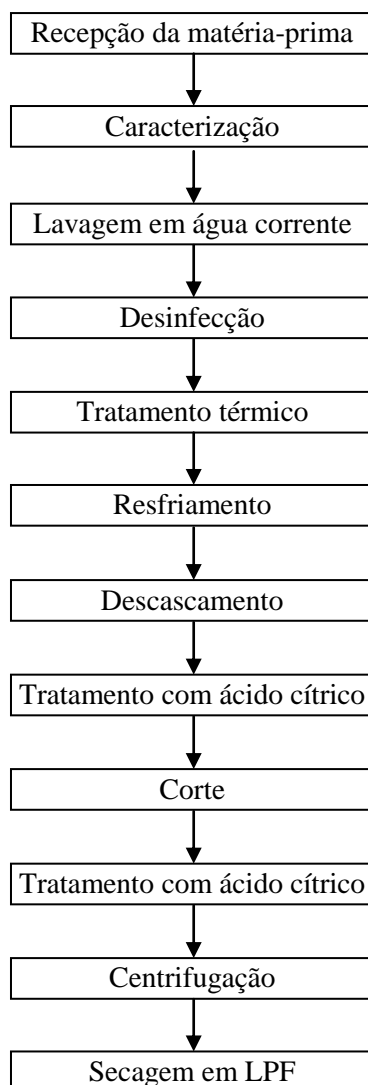 Recepção da matéria-prima
Caracterização
Lavagem em água corrente
Desinfecção
Tratamento térmico
Resfriamento
Descascamento
Tratamento com ácido cítrico
Corte
Tratamento com ácido cítrico
Centrifugação
Secagem em LPF